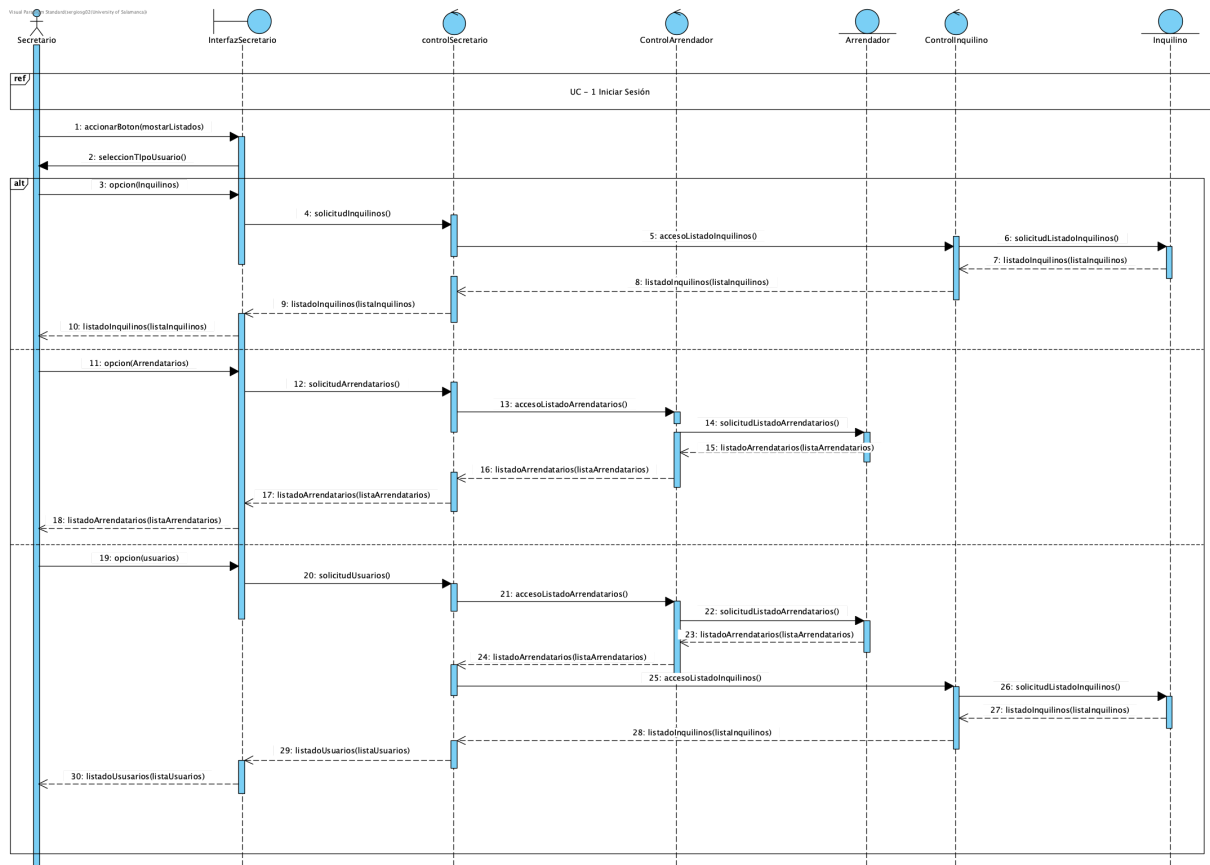 Secretario
InterfazSecretario
controlSecretario
ControlArrendador
Arrendador
ControlInquilino
Inquilino
ref
UC - 1 Iniciar Sesión
1: accionarBoton(mostarListados)
2: seleccionTIpoUsuario()
alt
3: opcion(Inquilinos)
4: solicitudInquilinos()
5: accesoListadoInquilinos()
6: solicitudListadoInquilinos()
7: listadoInquilinos(listaInquilinos)
8: listadoInquilinos(listaInquilinos)
9: listadoInquilinos(listaInquilinos)
10: listadoInquilinos(listaInquilinos)
11: opcion(Arrendatarios)
12: solicitudArrendatarios()
13: accesoListadoArrendatarios()
14: solicitudListadoArrendatarios()
15: listadoArrendatarios(listaArrendatarios)
16: listadoArrendatarios(listaArrendatarios)
17: listadoArrendatarios(listaArrendatarios)
18: listadoArrendatarios(listaArrendatarios)
19: opcion(usuarios)
20: solicitudUsuarios()
21: accesoListadoArrendatarios()
22: solicitudListadoArrendatarios()
23: listadoArrendatarios(listaArrendatarios)
24: listadoArrendatarios(listaArrendatarios)
25: accesoListadoInquilinos()
26: solicitudListadoInquilinos()
27: listadoInquilinos(listaInquilinos)
28: listadoInquilinos(listaInquilinos)
29: listadoUsuarios(listaUsuarios)
30: listadoUsusarios(listaUsuarios)